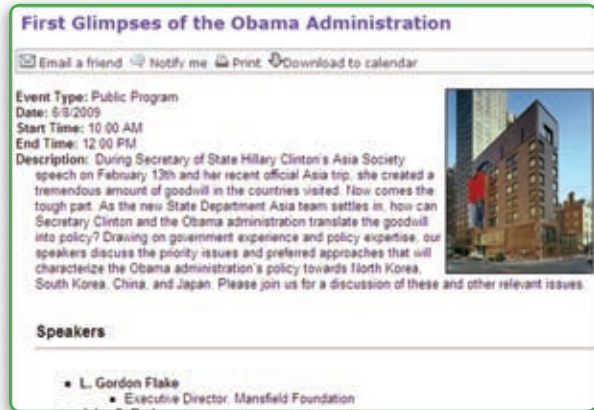 First Glimpses of the Obama Administration
Email a friend Notify me Print Download to calendar
Event Type: Public Program
Date: 6/8/2009
Start Time: 10:00 AM
End Time: 12:00 PM
Description: During Secretary of State Hillary Clinton's Asia Society
speech on February 13th and her recent official Asia trip, she created a
tremendous amount of goodwill in the countries visited. Now comes the
tough part. As the new State Department Asia team settles in, how can
Secretary Clinton and the Obama administration translate the goodwill
into policy? Drawing on government experience and policy expertise, our
speakers discuss the priority issues and preferred approaches that will
characterize the Obama administration's policy towards North Korea,
South Korea, China, and Japan. Please join us for a discussion of these and other relevant issues.
Speakers
L. Gordon Flake
Executive Director, Mansfield Foundation